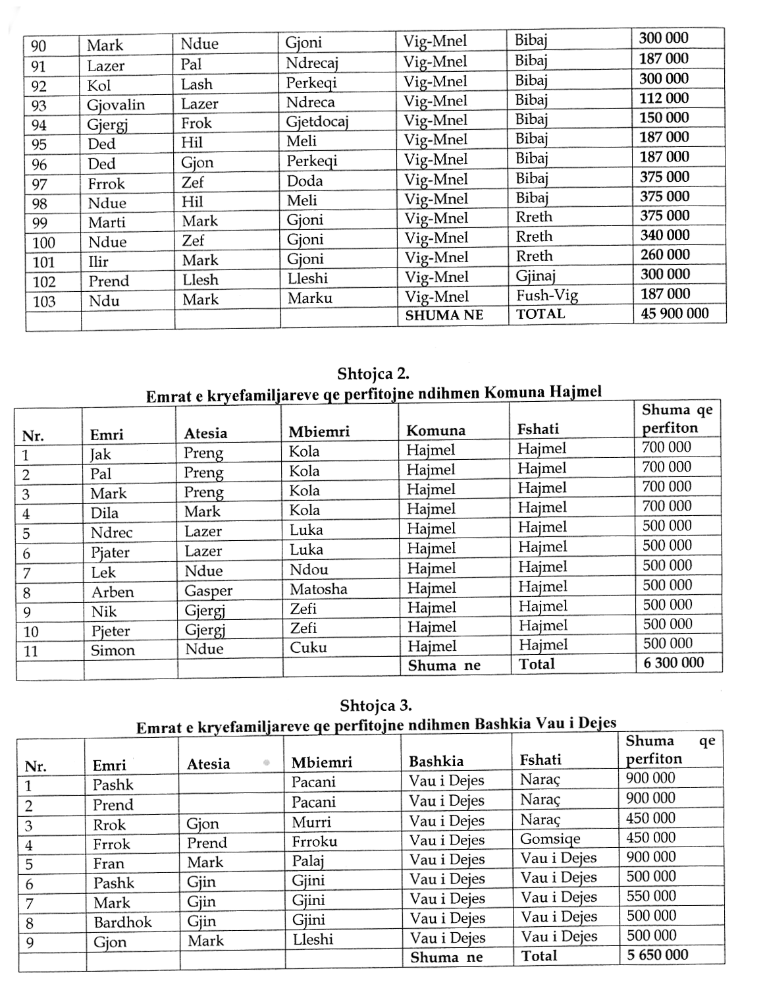 90 Mark Ndue Gjoni Vig-Mnel Bibaj 300 000
91 Lazer Pal Ndrecaj Vig-Mnel Bibaj 187 000
92 Kol Lash Perkeqi Vig-Mnel Bibaj 300 000
93 Gjovalin Lazer Ndreca Vig-Mnel Bibaj 112 000
94 Gjergj Frok Gjetdocaj Vig-Mnel Bibaj 150 000
95 Ded Hil Meli Vig-Mnel Bibaj 187 000
96 Ded Gjon Perkeqi Vig-Mnel Bibaj 187 000
97 Frrok Zef Doda Vig-Mnel Bibaj 375 000
98 Ndue Hil Meli Vig-Mnel Bibaj 375 000
99 Marti Mark Gjoni Vig-Mnel Rreth 375 000
100 Ndue Zef Gjoni Vig-Mnel Rreth 340 000
101 Ilir Mark Gjoni Vig-Mnel Rreth 260 000
102 Prend Llesh Lleshi Vig-Mnel Gjinaj 300 000
103 Ndu Mark Marku Vig-Mnel Fush-Vig 187 000
SHUMA NE TOTAL 45 900 000
Shtojca 2.
Emrat e kryefamiljareve qe perfitojne ndihmen Komuna Hajmel
Nr. Emri Atesia Mbiemri Komuna Fshati Shuma qe
perfiton
1 Jak Preng Kola Hajmel Hajmel 700 000
2 Pal Preng Kola Hajmel Hajmel 700 000
3 Mark Preng Kola Hajmel Hajmel 700 000
4 Dila Mark Kola Hajmel Hajmel 700 000
5 Ndrec Lazer Luka Hajmel Hajmel 500 000
6 Pjater Lazer Luka Hajmel Hajmel 500 000
7 Lek Ndue Ndou Hajmel Hajmel 500 000
8 Arben Gasper Matosha Hajmel Hajmel 500 000
9 Nik Gjergj Zefi Hajmel Hajmel 500 000
10 Pjeter Gjergj Zefi Hajmel Hajmel 500 000
11 Simon Ndue Cuku Hajmel Hajmel 500 000
Shuma ne Total 6 300 000
Shtojca 3.
Emrat e kryefamiljareve qe perfitojne ndihmen Bashkia Vau i Dejes
Nr. Emri Atesia Mbiemri Bashkia Fshati Shuma qe
perfiton
1 Pashk Pacani Vau i Dejes Naraç 900 000
2 Prend Pacani Vau i Dejes Naraç 900 000
3 Rrok Gjon Murri Vau i Dejes Naraç 450 000
4 Frrok Prend Frroku Vau i Dejes Gomsiqe 450 000
5 Fran Mark Palaj Vau i Dejes Vau i Dejes 900 000
6 Pashk Gjin Gjini Vau i Dejes Vau i Dejes 500 000
7 Mark Gjin Gjini Vau i Dejes Vau i Dejes 550 000
8 Bardhok Gjin Gjini Vau i Dejes Vau i Dejes 500 000
9 Gjon Mark Lleshi Vau i Dejes Vau i Dejes 500 000
Shuma ne Total 5 650 000